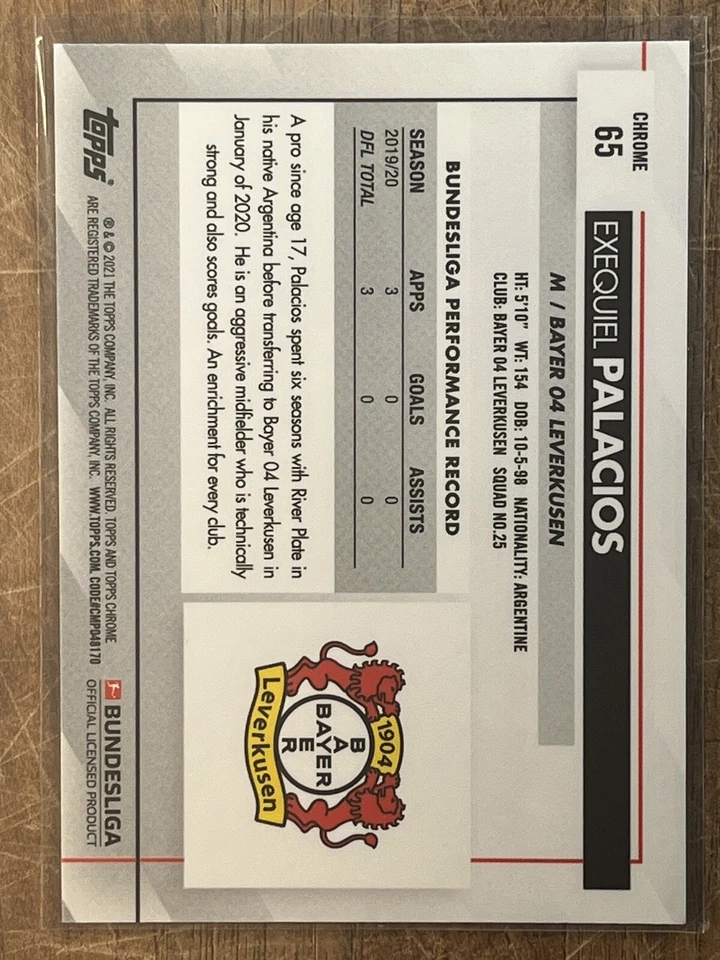 CHROME
65
EXEQUIEL PALACIOS
M / BAYER 04 LEVERKUSEN
HT: 5'10" WT: 154 DOB: 10-5-98 NATIONALITY: ARGENTINE
CLUB: BAYER 04 LEVERKUSEN SQUAD NO.25
BUNDESLIGA PERFORMANCE RECORD
SEASON APPS GOALS ASSISTS
2019/20 3 0 0
DFL TOTAL 3 0 0
A pro since age 17, Palacios spent six seasons with River Plate in
his native Argentina before transferring to Bayer 04 Leverkusen in
January of 2020. He is an aggressive midfielder who is technically
strong and also scores goals. An enrichment for every club.
1904
BAYER
BAYER
Leverkusen
topps®
® & © 2021 THE TOPPS COMPANY, INC. ALL RIGHTS RESERVED. TOPPS AND TOPPS CHROME
ARE REGISTERED TRADEMARKS OF THE TOPPS COMPANY, INC. WWW.TOPPS.COM. CODE#CMP048170
BUNDESLIGA
OFFICIAL LICENSED PRODUCT